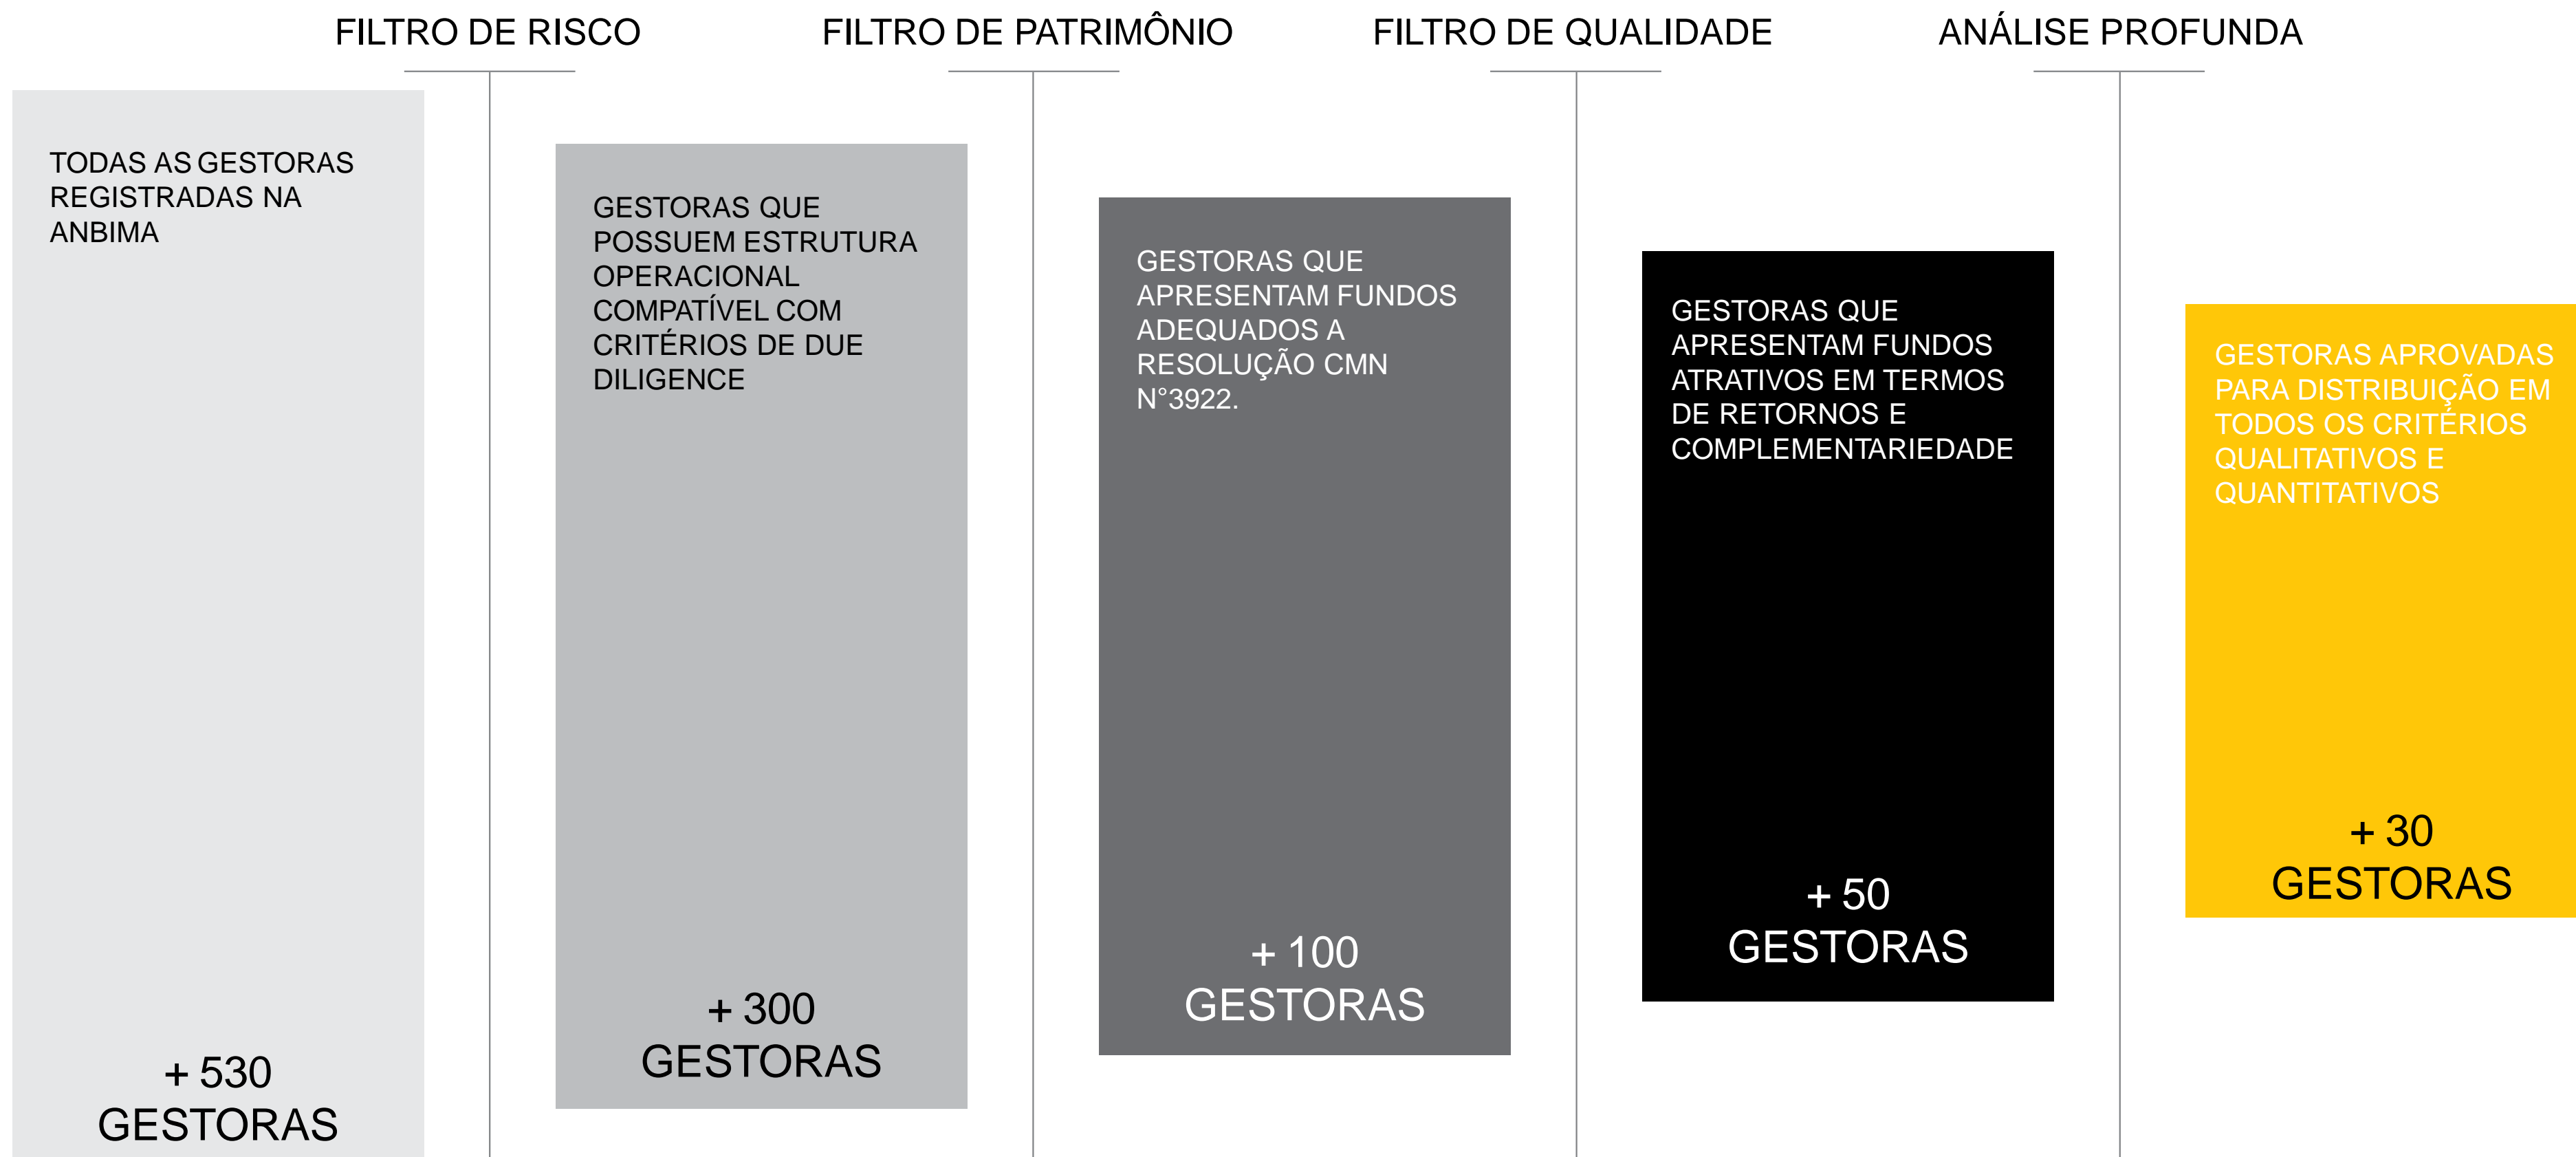 FILTRO DE RISCO
FILTRO DE PATRIMÔNIO
FILTRO DE QUALIDADE
ANÁLISE PROFUNDA
TODAS AS GESTORAS
REGISTRADAS NA
ANBIMA
+ 530
GESTORAS
GESTORAS QUE
POSSUEM ESTRUTURA
OPERACIONAL
COMPATÍVEL COM
CRITÉRIOS DE DUE
DILIGENCE
+ 300
GESTORAS
GESTORAS QUE
APRESENTAM FUNDOS
ADEQUADOS A
RESOLUÇÃO CMN
N°3922.
+ 100
GESTORAS
GESTORAS QUE
APRESENTAM FUNDOS
ATRATIVOS EM TERMOS
DE RETORNOS E
COMPLEMENTARIEDADE
+ 50
GESTORAS
GESTORAS APROVADAS
PARA DISTRIBUIÇÃO EM
TODOS OS CRITÉRIOS
QUALITATIVOS E
QUANTITATIVOS
+ 30
GESTORAS